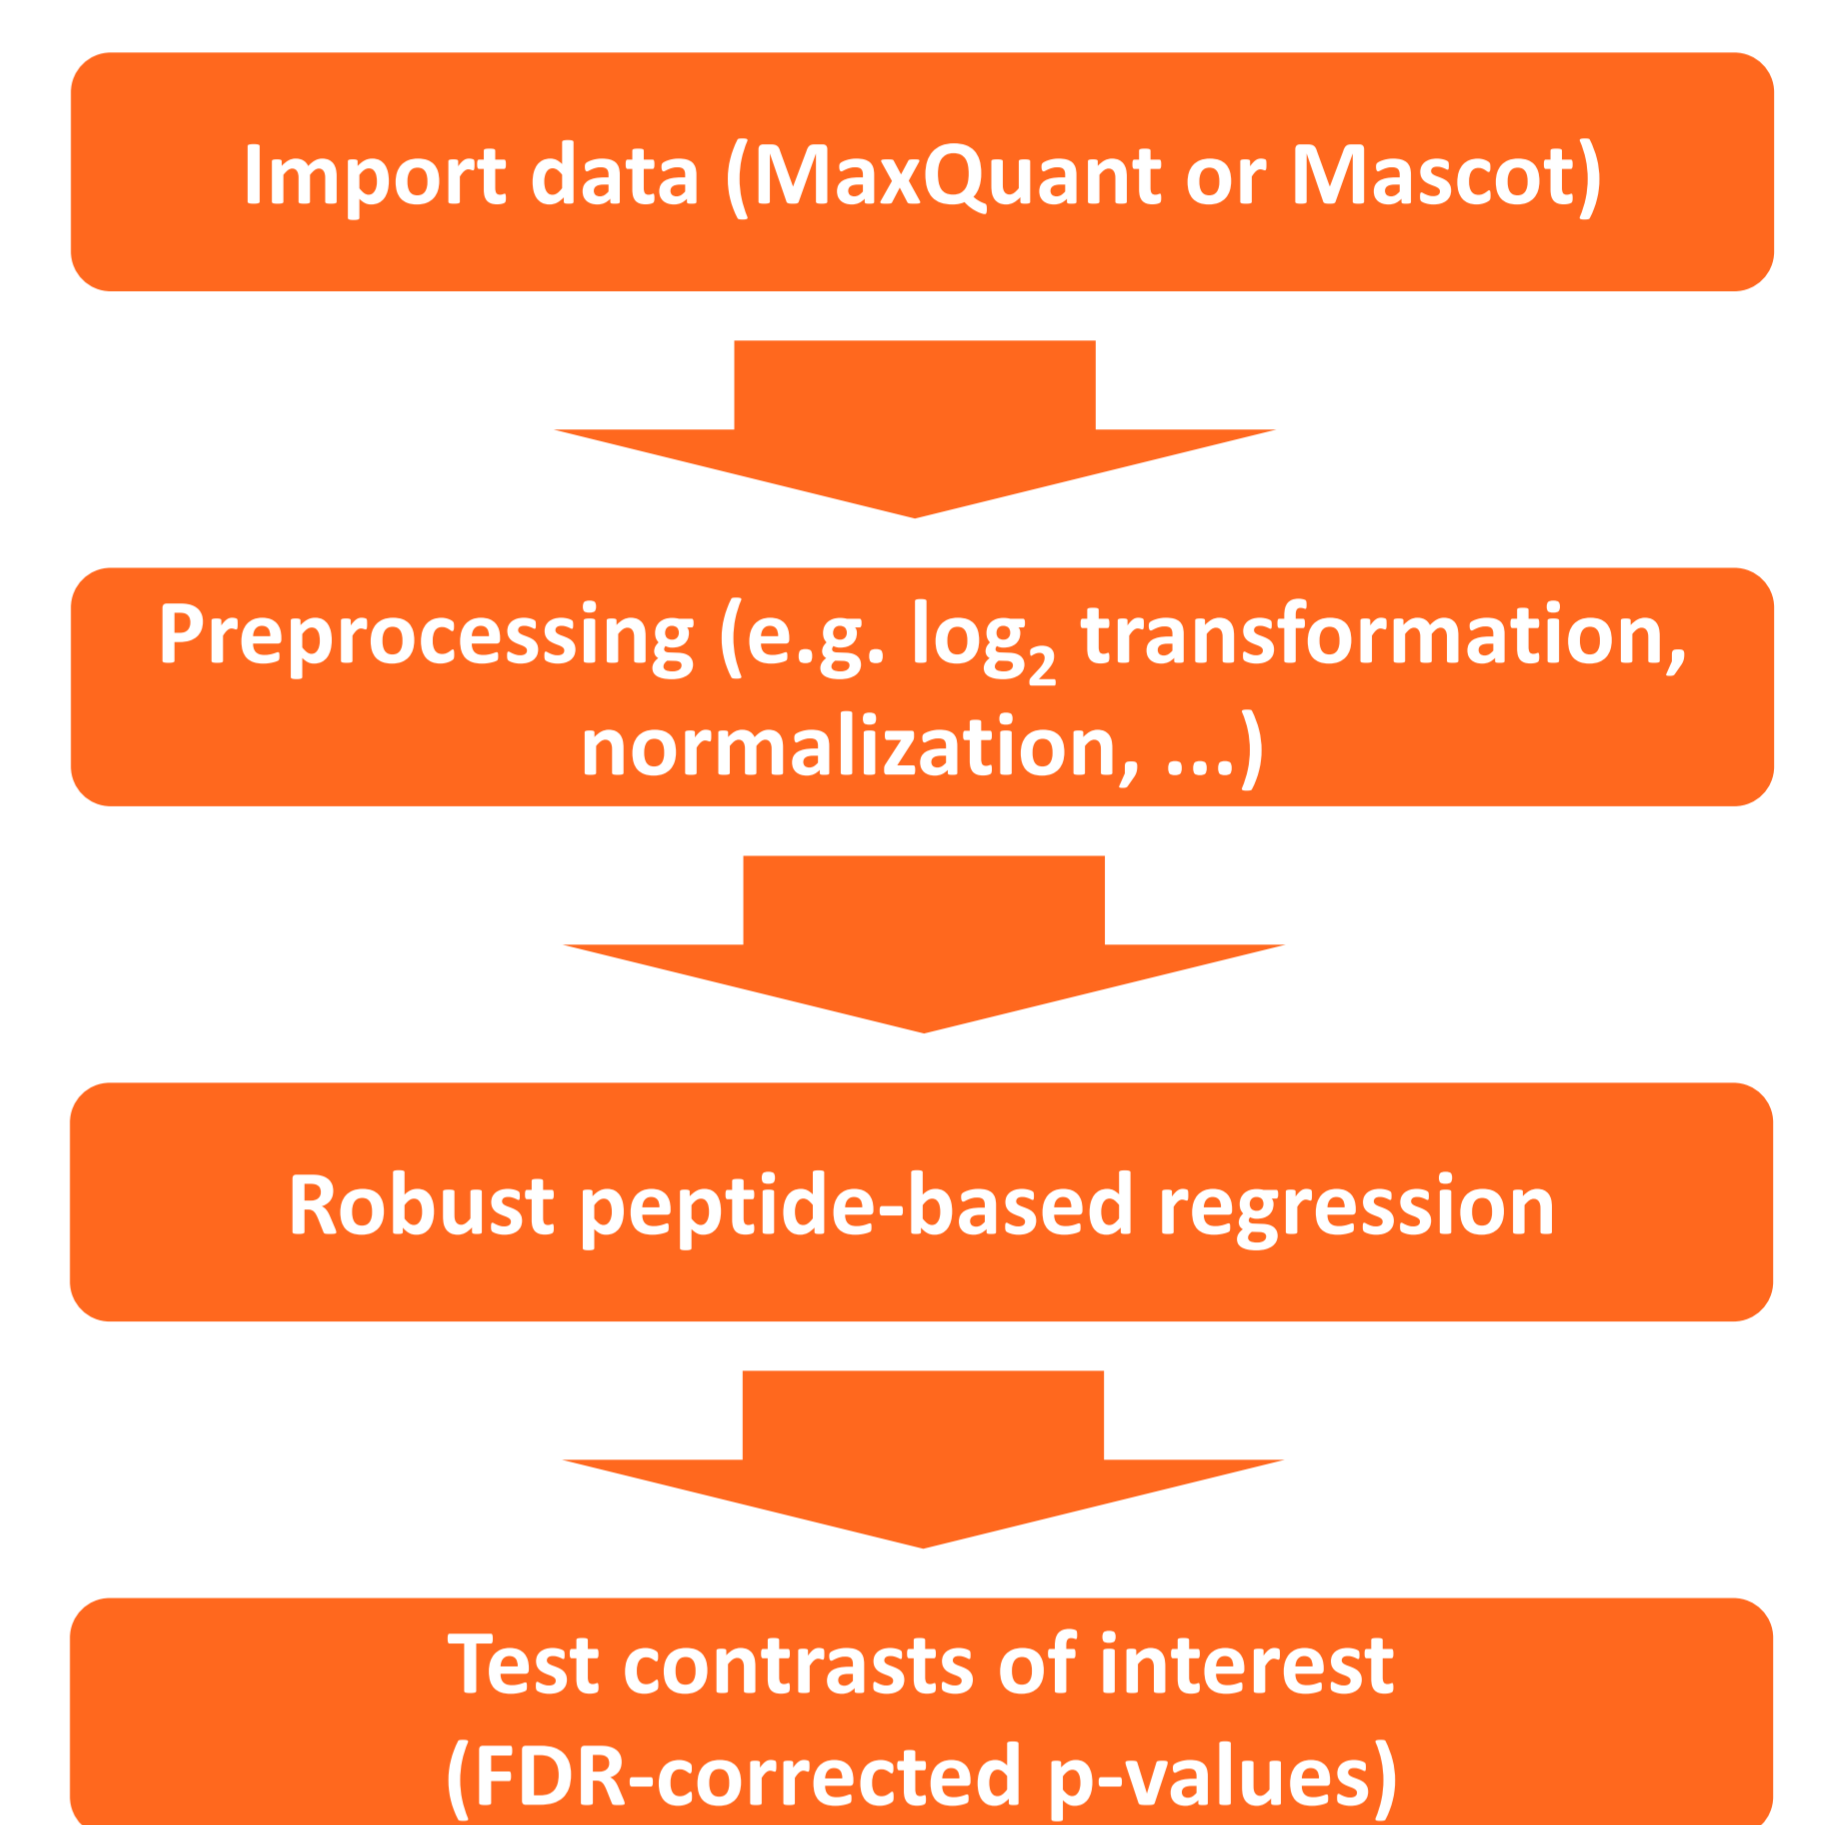 Import data (MaxQuant or Mascot)
Preprocessing (e.g. log₂ transformation,
normalization, ...)
Robust peptide-based regression
Test contrasts of interest
(FDR-corrected p-values)